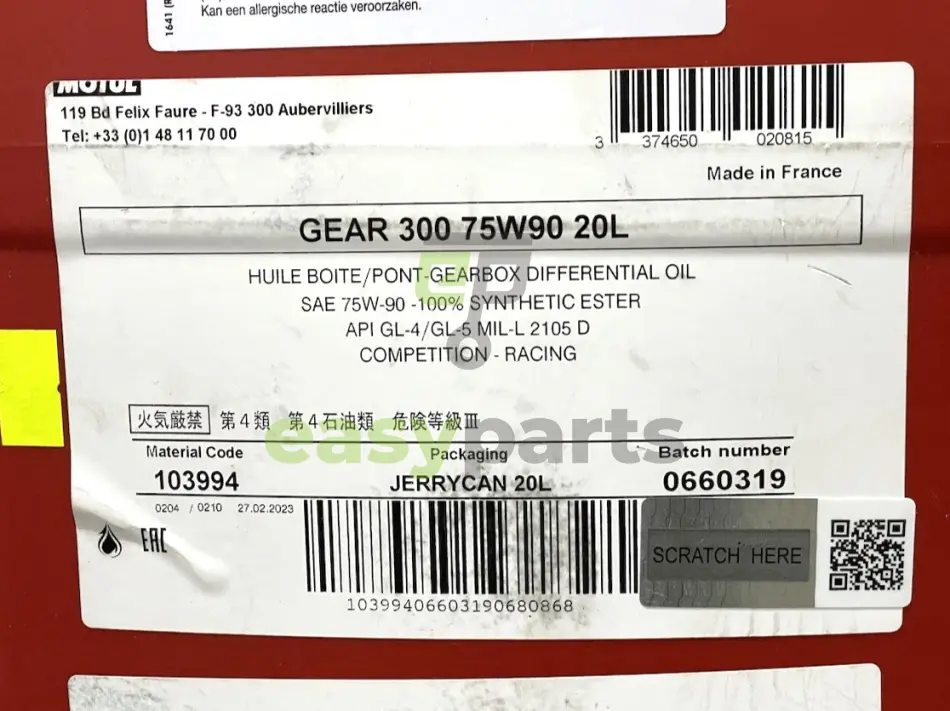 Kan een allergische reactie veroorzaken.
1641
MOTUL
119 Bd Felix Faure - F-93 300 Aubervilliers
Tel: +33 (0)1 48 11 70 00
3 374650 020815
Made in France
GEAR 300 75W90 20L
HUILE BOITE/PONT-GEARBOX DIFFERENTIAL OIL
SAE 75W-90 -100% SYNTHETIC ESTER
API GL-4/GL-5 MIL-L 2105 D
COMPETITION - RACING
火気厳禁 第4類 第4石油類 危険等級Ⅲ
easyparts
Material Code Packaging Batch number
103994 JERRYCAN 20L 0660319
0204 / 0210 27.02.2023
EAC
SCRATCH HERE
10399406603190680868